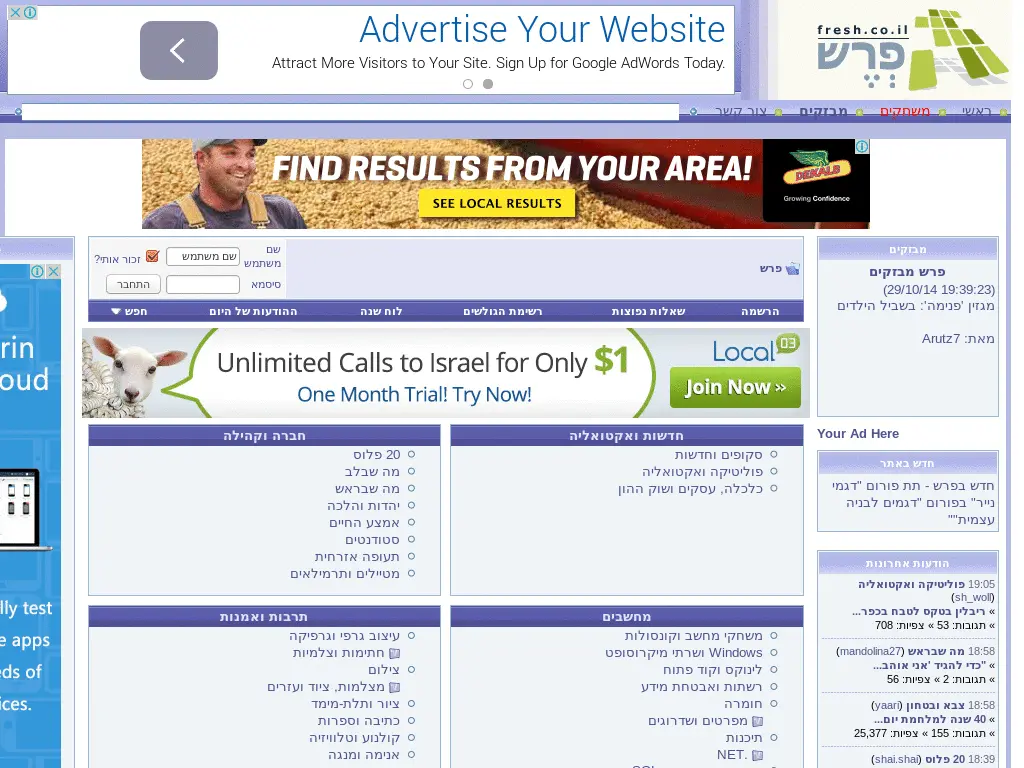 Advertise Your Website
Attract More Visitors to Your Site. Sign Up for Google AdWords Today.
fresh.co.il
פרש
ראשי
משחקים
מבזקים
צור קשר
FIND RESULTS FROM YOUR AREA!
SEE LOCAL RESULTS
DEKALB
Growing Confidence
מבזקים
פרש מבזקים
(29/10/14 19:39:23)
מגזין 'פנימה': בשביל הילדים
מאת: Arutz7
Your Ad Here
חדש באתר
חדש בפרש - תת פורום "דגמי
נייר" בפורום "דגמים לבניה
עצמית""
הודעות אחרונות
19:05 פוליטיקה ואקטואליה
(sh_woll)
» ריבלין בטקס לטבח בכפר...
» תגובות: 53 » צפיות: 708
18:58 מה שבראש (mandolina27)
» "כדי להגיד 'אני אוהב...
» תגובות: 2 » צפיות: 56
18:58 צבא ובטחון (yaari)
» 40 שנה למלחמת יום...
» תגובות: 155 » צפיות: 25,377
18:39 20 פלוס (shai.shai)
פרש
שם משתמש
שם משתמש
זכור אותי?
סיסמא
התחבר
הרשמה
שאלות נפוצות
רשימת הגולשים
לוח שנה
ההודעות של היום
חפש
Unlimited Calls to Israel for Only $1
One Month Trial! Try Now!
Local 03
Join Now »
חדשות ואקטואליה
סקופים וחדשות
פוליטיקה ואקטואליה
כלכלה, עסקים ושוק ההון
חברה וקהילה
20 פלוס
מה שבלב
מה שבראש
יהדות והלכה
אמצע החיים
סטודנטים
תעופה אזרחית
מטיילים ותרמילאים
מחשבים
משחקי מחשב וקונסולות
Windows ושרתי מיקרוסופט
לינוקס וקוד פתוח
רשתות ואבטחת מידע
חומרה
מפרטים ושדרוגים
תיכנות
.NET
תרבות ואמנות
עיצוב גרפי וגרפיקה
חתימות וצלמיות
צילום
מצלמות, ציוד ועזרים
ציור ותלת-מימד
כתיבה וספרות
קולנוע וטלוויזיה
אנימה ומנגה
rin
oud
lly test
e apps
ds of
ices.